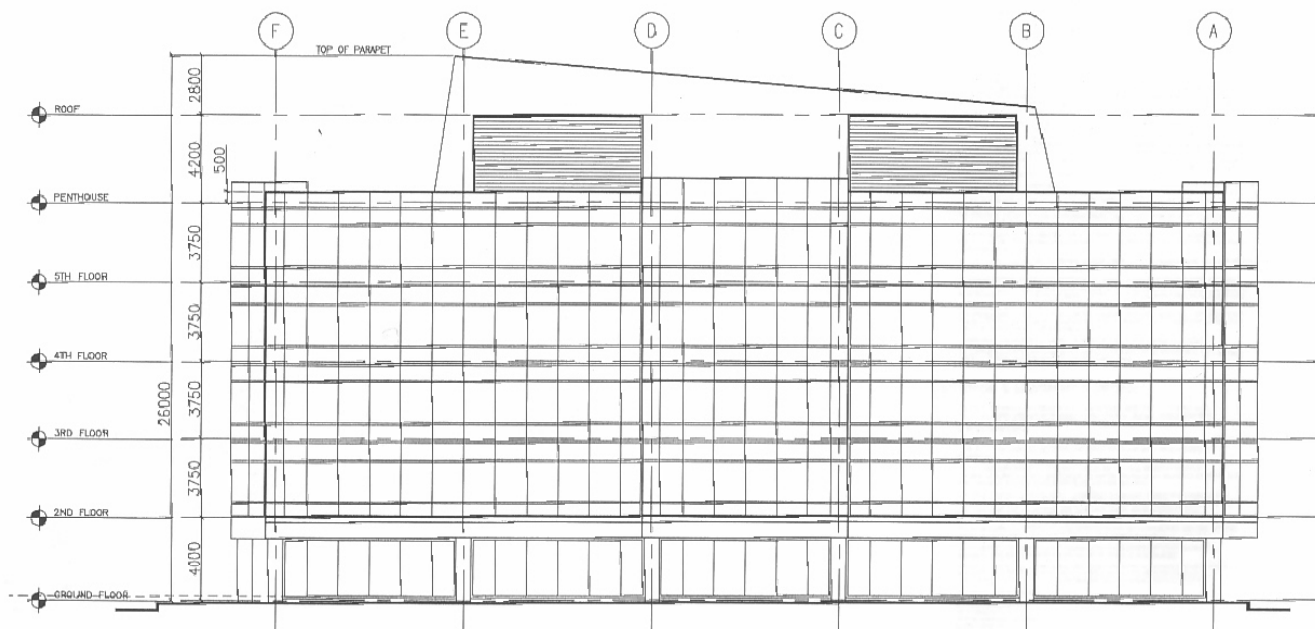 F E D C B A
TOP OF PARAPET
2800
ROOF
4200
500
PENTHOUSE
3750
5TH FLOOR
3750
4TH FLOOR
26000
3750
3RD FLOOR
3750
2ND FLOOR
4000
GROUND FLOOR